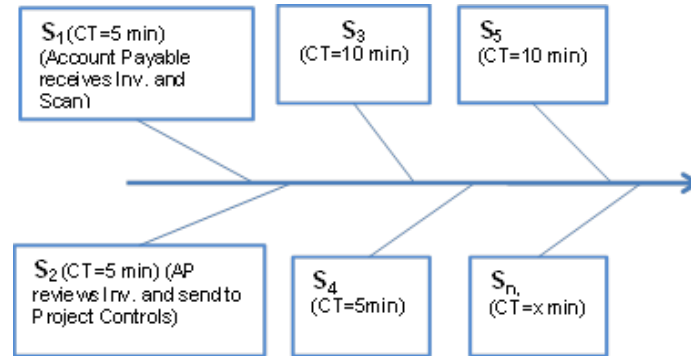 S1 (CT=5 min)
(Account Payable
receives Inv. and
Scan)
S3
(CT=10 min)
S5
(CT=10 min)
S2 (CT=5 min) (AP
reviews Inv. and send to
Project Controls)
S4
(CT=5min)
Sn,
(CT=x min)